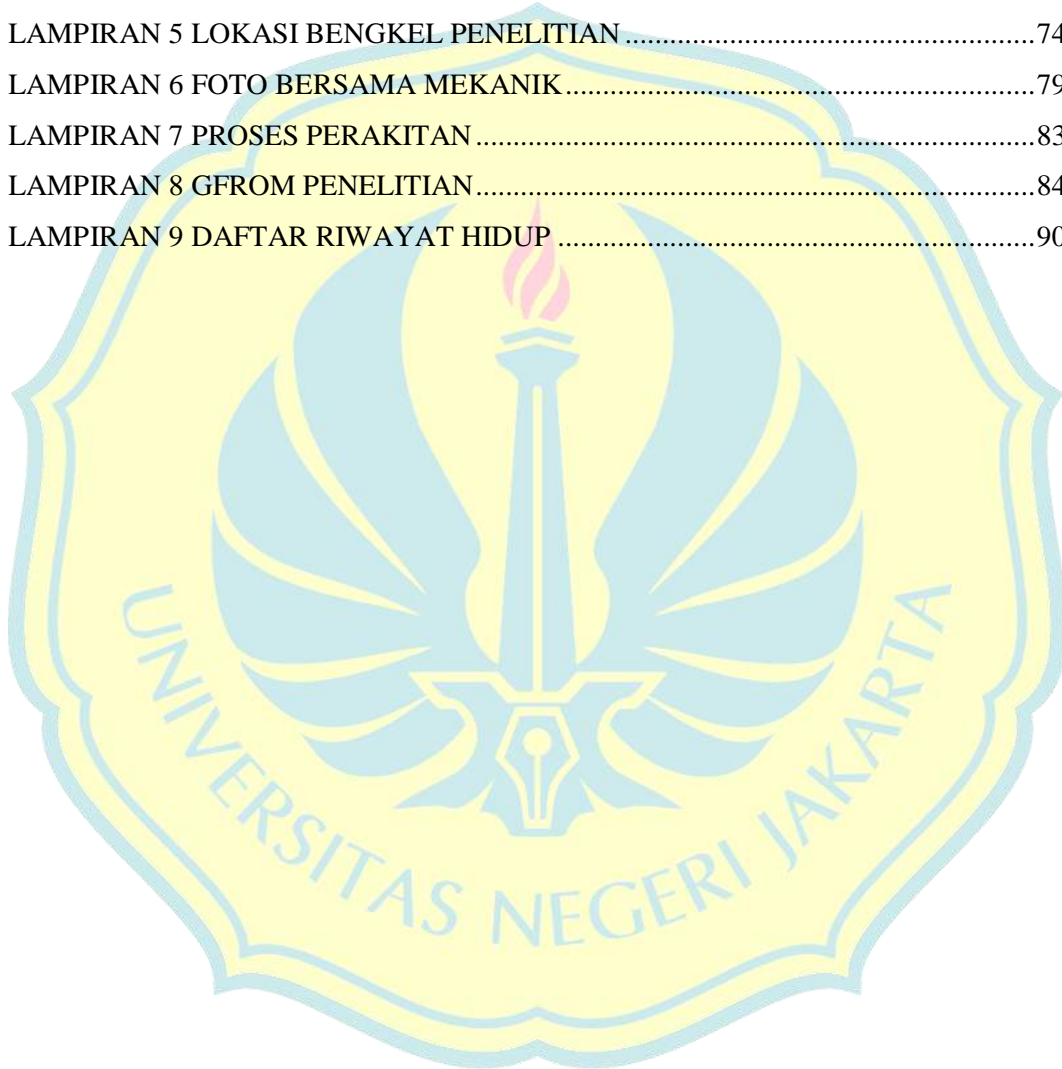 LAMPIRAN 5 LOKASI BENGKEL PENELITIAN ........................................................... 74
LAMPIRAN 6 FOTO BERSAMA MEKANIK ..................................................................... 79
LAMPIRAN 7 PROSES PERAKITAN ................................................................................ 83
LAMPIRAN 8 GFROM PENELITIAN ................................................................................ 84
LAMPIRAN 9 DAFTAR RIWAYAT HIDUP ..................................................................... 90
UNIVERSITAS NEGERI JAKARTA